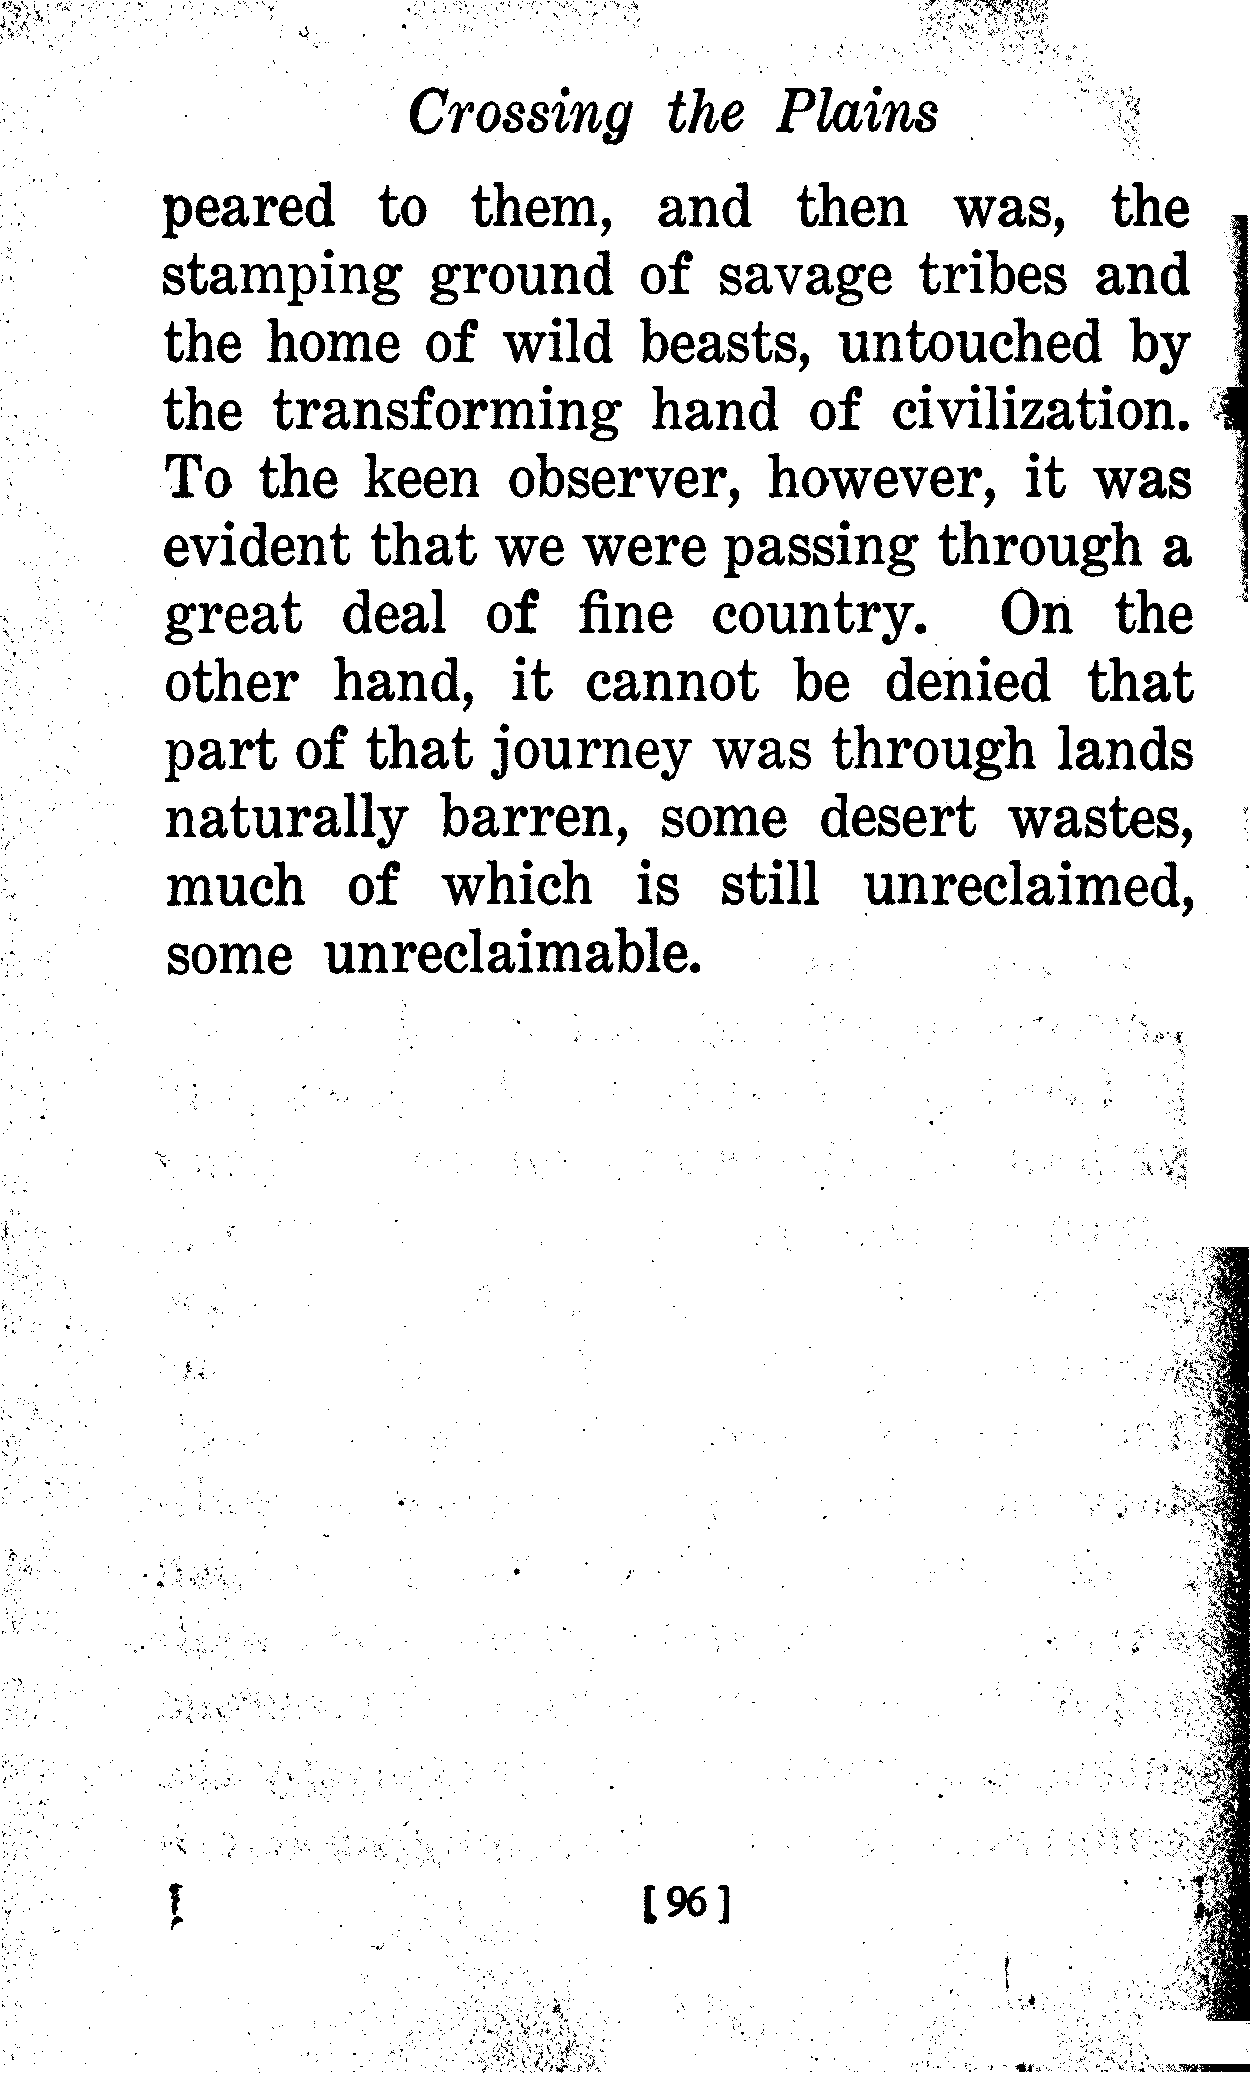 Crossing the Plains
peared to them, and then was, the
stamping ground of savage tribes and
the home of wild beasts, untouched by
the transforming hand of civilization.
To the keen observer, however, it was
evident that we were passing through a
great deal of fine country. On the
other hand, it cannot be denied that
part of that journey was through lands
naturally barren, some desert wastes,
much of which is still unreclaimed,
some unreclaimable.
[96]